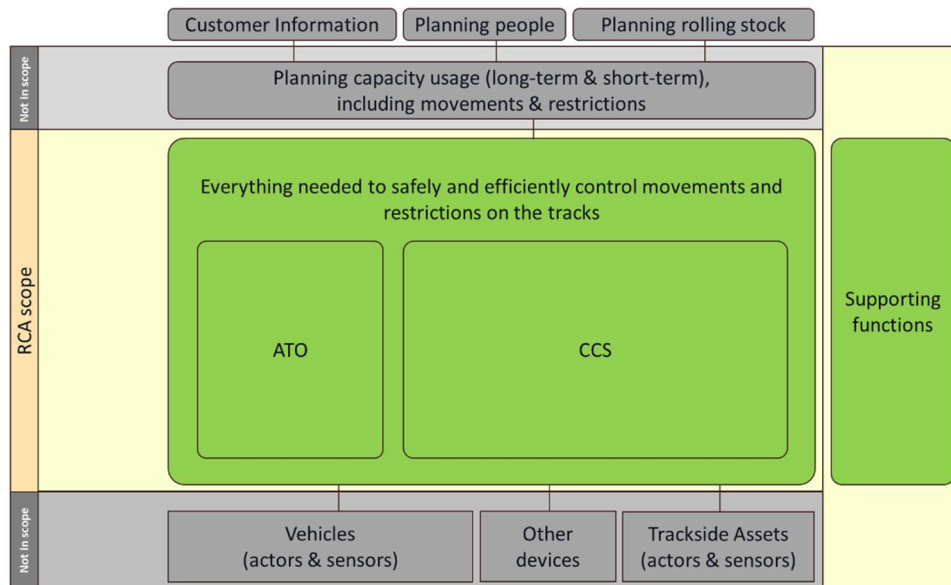 Customer Information
Planning people
Planning rolling stock
Not in scope
Planning capacity usage (long-term & short-term),
including movements & restrictions
RCA scope
Everything needed to safely and efficiently control movements and
restrictions on the tracks
ATO
CCS
Supporting
functions
Not in scope
Vehicles
(actors & sensors)
Other
devices
Trackside Assets
(actors & sensors)